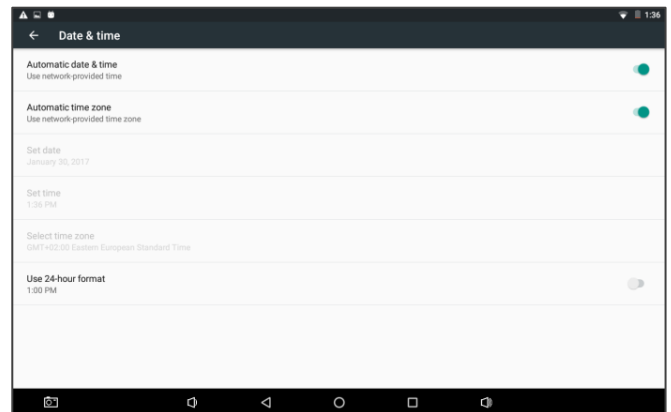 1:36
Date & time
Automatic date & time
Use network-provided time
Automatic time zone
Use network-provided time zone
Set date
January 30, 2017
Set time
1:36 PM
Select time zone
GMT+02:00 Eastern European Standard Time
Use 24-hour format
1:00 PM